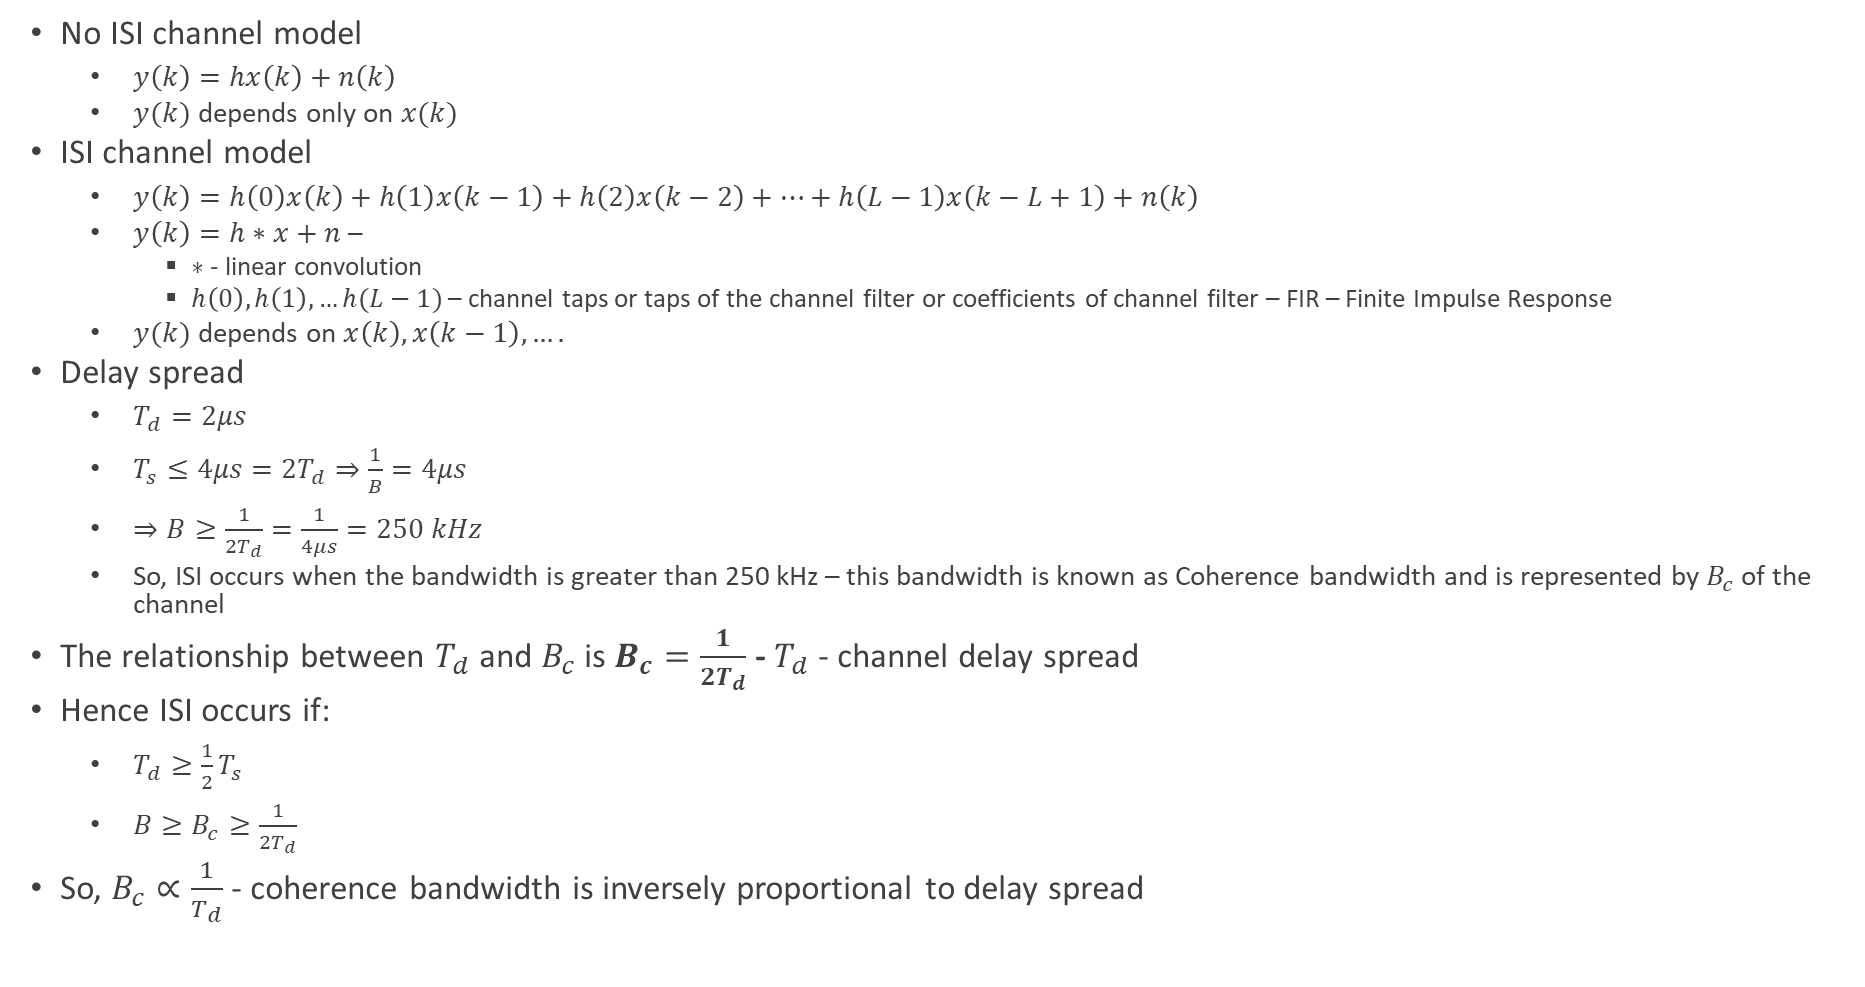 • No ISI channel model
• y(k) = hx(k) + n(k)
• y(k) depends only on x(k)
• ISI channel model
• y(k) = h(0)x(k) + h(1)x(k − 1) + h(2)x(k − 2) + ⋯ + h(L − 1)x(k − L + 1) + n(k)
• y(k) = h ∗ x + n –
▪ ∗ - linear convolution
▪ h(0), h(1), … h(L − 1) – channel taps or taps of the channel filter or coefficients of channel filter – FIR – Finite Impulse Response
• y(k) depends on x(k), x(k − 1), … .
• Delay spread
• T_d = 2μs
• T_s ≤ 4μs = 2T_d ⇒ 1/B = 4μs
• ⇒ B ≥ 1/(2T_d) = 1/(4μs) = 250 kHz
• So, ISI occurs when the bandwidth is greater than 250 kHz – this bandwidth is known as Coherence bandwidth and is represented by B_c of the
channel
• The relationship between T_d and B_c is B_c = 1/(2T_d) - T_d - channel delay spread
• Hence ISI occurs if:
• T_d ≥ 1/2 T_s
• B ≥ B_c ≥ 1/(2T_d)
• So, B_c ∝ 1/T_d - coherence bandwidth is inversely proportional to delay spread